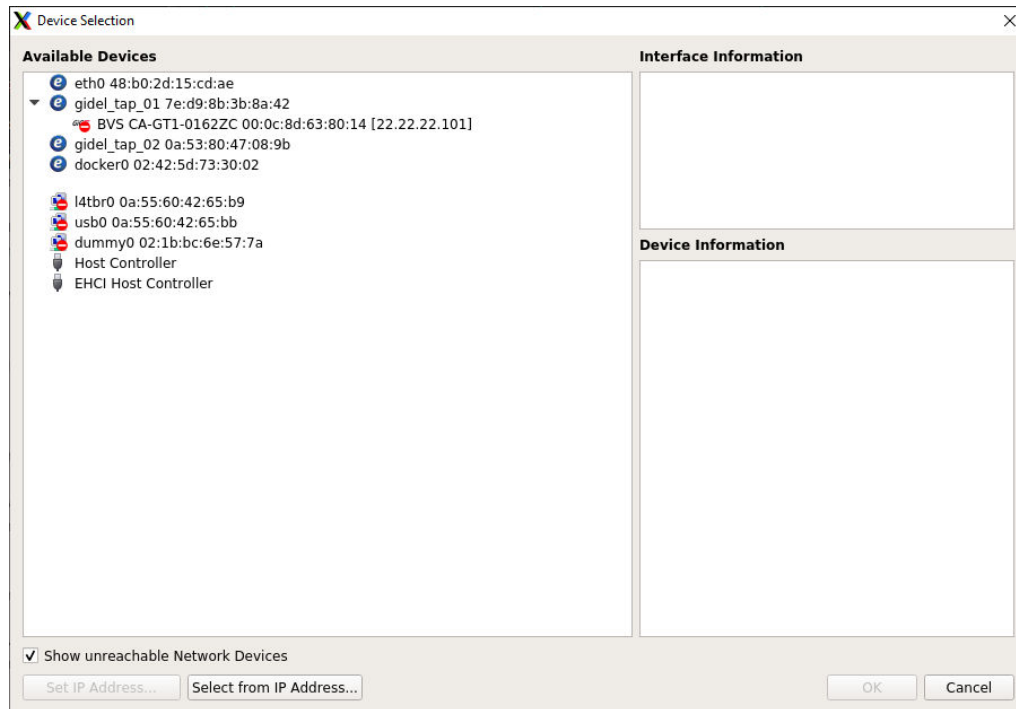 Device Selection
Available Devices
eth0 48:b0:2d:15:cd:ae
gidel_tap_01 7e:d9:8b:3b:8a:42
BVS CA-GT1-0162ZC 00:0c:8d:63:80:14 [22.22.22.101]
gidel_tap_02 0a:53:80:47:08:9b
docker0 02:42:5d:73:30:02
l4tbr0 0a:55:60:42:65:b9
usb0 0a:55:60:42:65:bb
dummy0 02:1b:bc:6e:57:7a
Host Controller
EHCI Host Controller
Interface Information
Device Information
Show unreachable Network Devices
Set IP Address...
Select from IP Address...
OK
Cancel